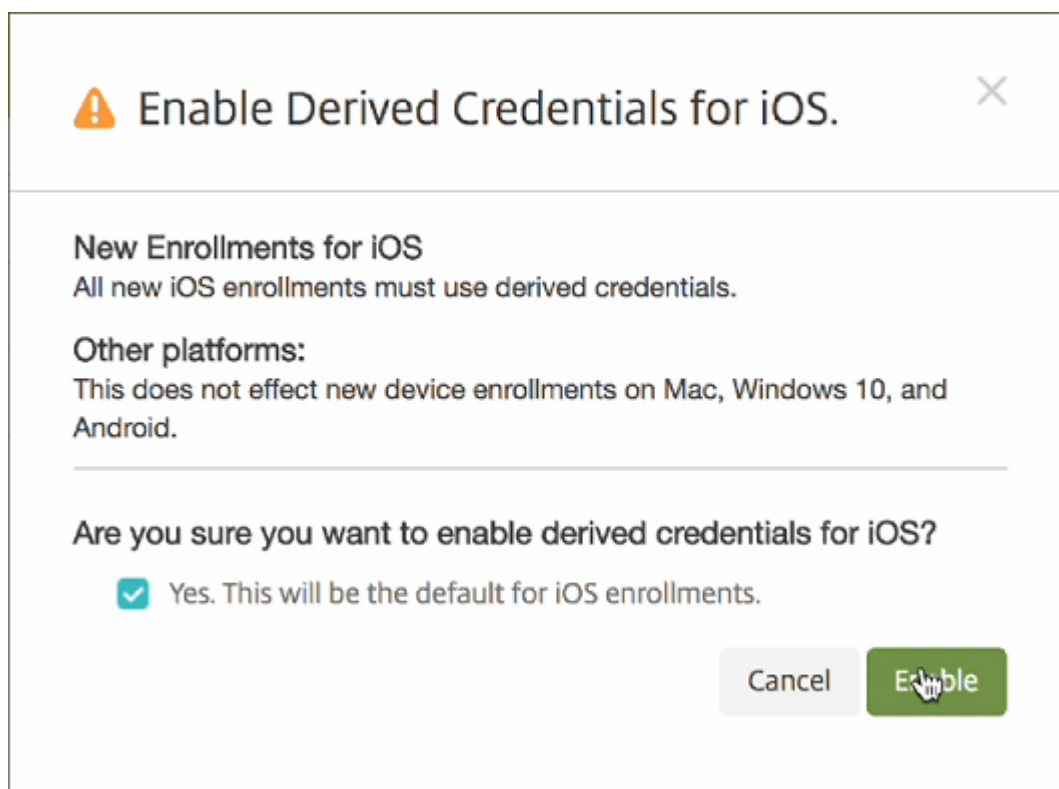 Enable Derived Credentials for iOS.
New Enrollments for iOS
All new iOS enrollments must use derived credentials.
Other platforms:
This does not effect new device enrollments on Mac, Windows 10, and
Android.
Are you sure you want to enable derived credentials for iOS?
Yes. This will be the default for iOS enrollments.
Cancel Enable